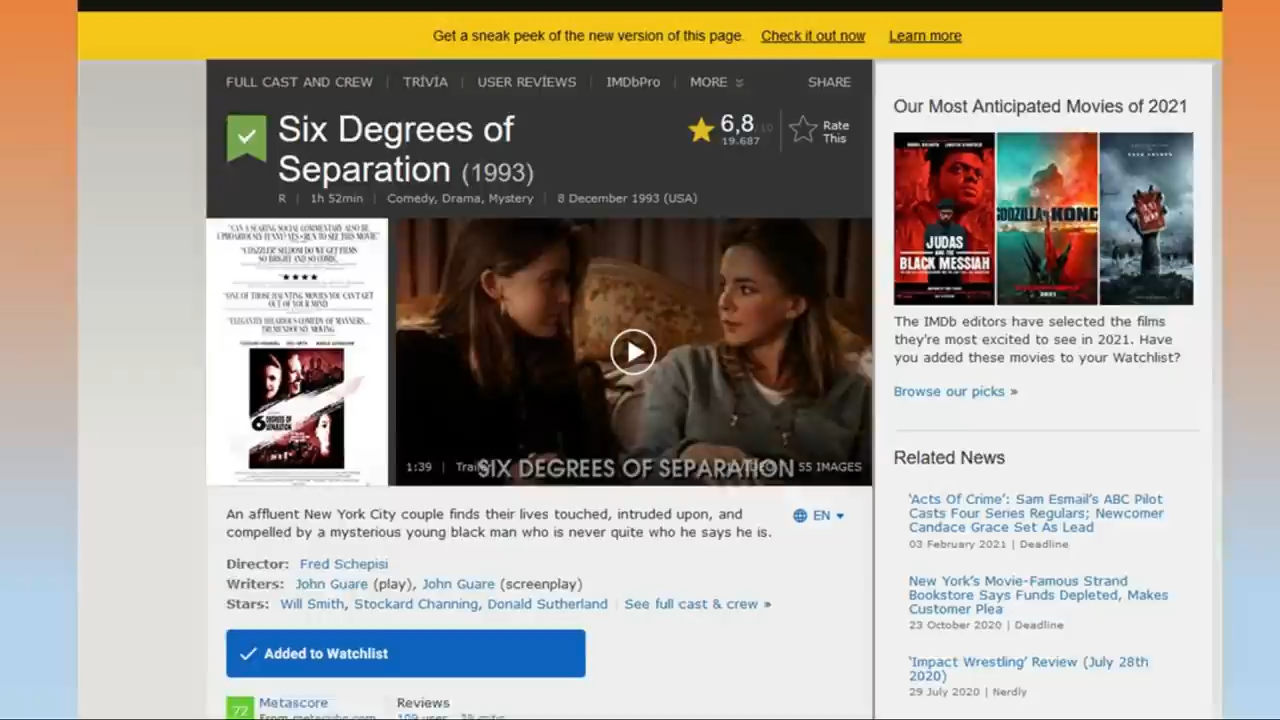 Get a sneak peek of the new version of this page. Check it out now Learn more
FULL CAST AND CREW | TRIVIA | USER REVIEWS | IMDbPro | MORE SHARE
Six Degrees of
Separation (1993)
6,8/10
19.687
Rate
This
R | 1h 52min | Comedy, Drama, Mystery | 8 December 1993 (USA)
★★★★
6 DEGREES OF
SEPARATION
1:39 | 
SIX DEGREES OF SEPARATION
55 IMAGES
An affluent New York City couple finds their lives touched, intruded upon, and
compelled by a mysterious young black man who is never quite who he says he is.
EN
Director: Fred Schepisi
Writers: John Guare (play), John Guare (screenplay)
Stars: Will Smith, Stockard Channing, Donald Sutherland | See full cast & crew »
Added to Watchlist
72
Metascore
Reviews
Our Most Anticipated Movies of 2021
JUDAS
AND THE
BLACK MESSIAH
GODZILLA KONG
2021
The IMDb editors have selected the films
they're most excited to see in 2021. Have
you added these movies to your Watchlist?
Browse our picks »
Related News
'Acts Of Crime': Sam Esmail's ABC Pilot
Casts Four Series Regulars; Newcomer
Candace Grace Set As Lead
03 February 2021 | Deadline
New York's Movie-Famous Strand
Bookstore Says Funds Depleted, Makes
Customer Plea
23 October 2020 | Deadline
'Impact Wrestling' Review (July 28th
2020)
29 July 2020 | Nerdly